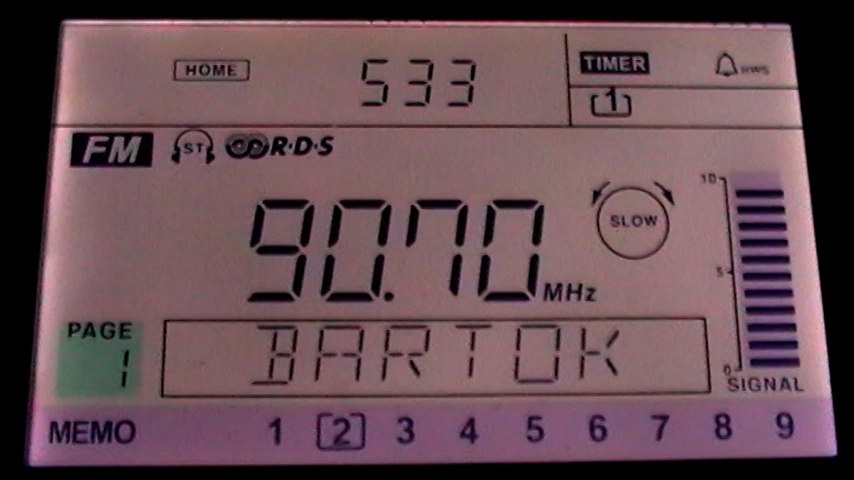 HOME 533 TIMER
1
FM ST R·D·S
90.70 MHz
SLOW
10
5
0
SIGNAL
PAGE
1
BARTOK
MEMO 1 [2] 3 4 5 6 7 8 9